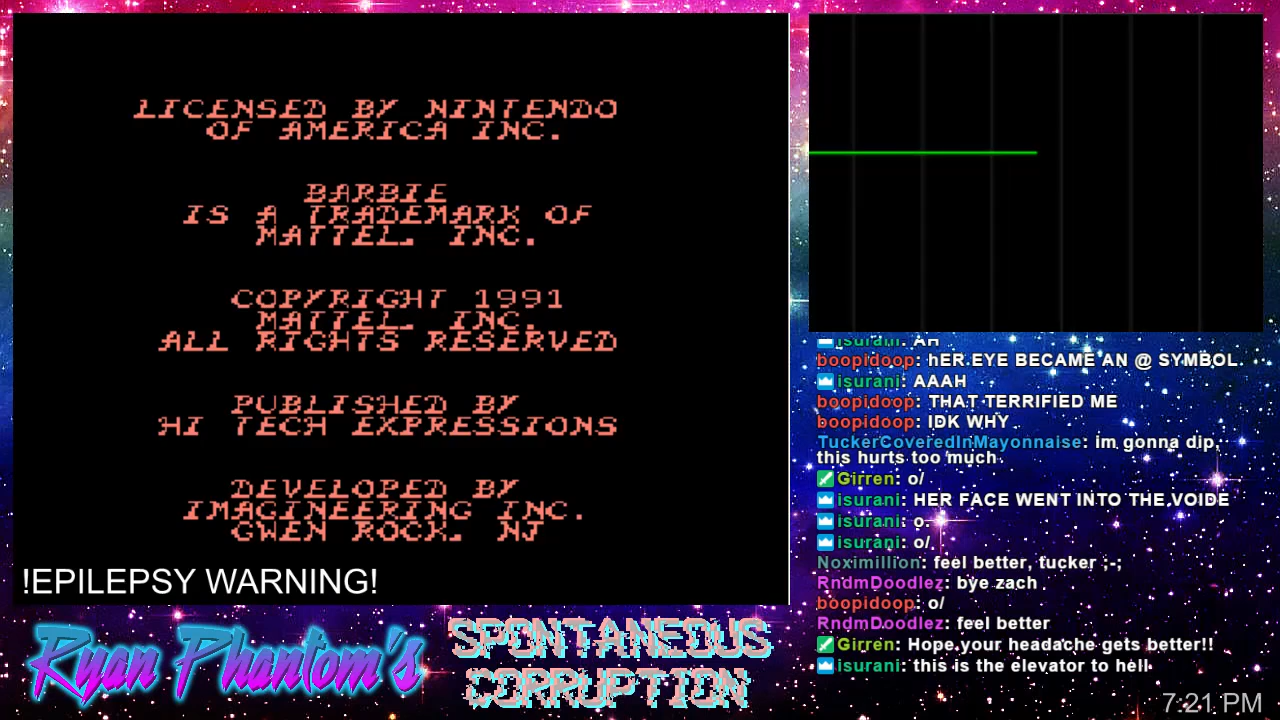 LICENSED BY NINTENDO
OF AMERICA INC.
BARBIE
IS A TRADEMARK OF
MATTEL. INC.
COPYRIGHT 1991
MATTEL. INC.
ALL RIGHTS RESERVED
PUBLISHED BY
HI TECH EXPRESSIONS
DEVELOPED BY
IMAGINEERING INC.
GWEN ROCK. NJ
!EPILEPSY WARNING!
Ryan Phantom's
SPONTANEOUS
CORRUPTION
isurani: AH
boopidoop: hER EYE BECAME AN @ SYMBOL
isurani: AAAH
boopidoop: THAT TERRIFIED ME
boopidoop: IDK WHY
TuckerCoveredInMayonnaise: im gonna dip,
this hurts too much
Girren: o/
isurani: HER FACE WENT INTO THE VOIDE
isurani: o.
isurani: o/
Noximillion: feel better, tucker ;-;
RndmDoodlez: bye zach
boopidoop: o/
RndmDoodlez: feel better
Girren: Hope your headache gets better!!
isurani: this is the elevator to hell
7:21 PM